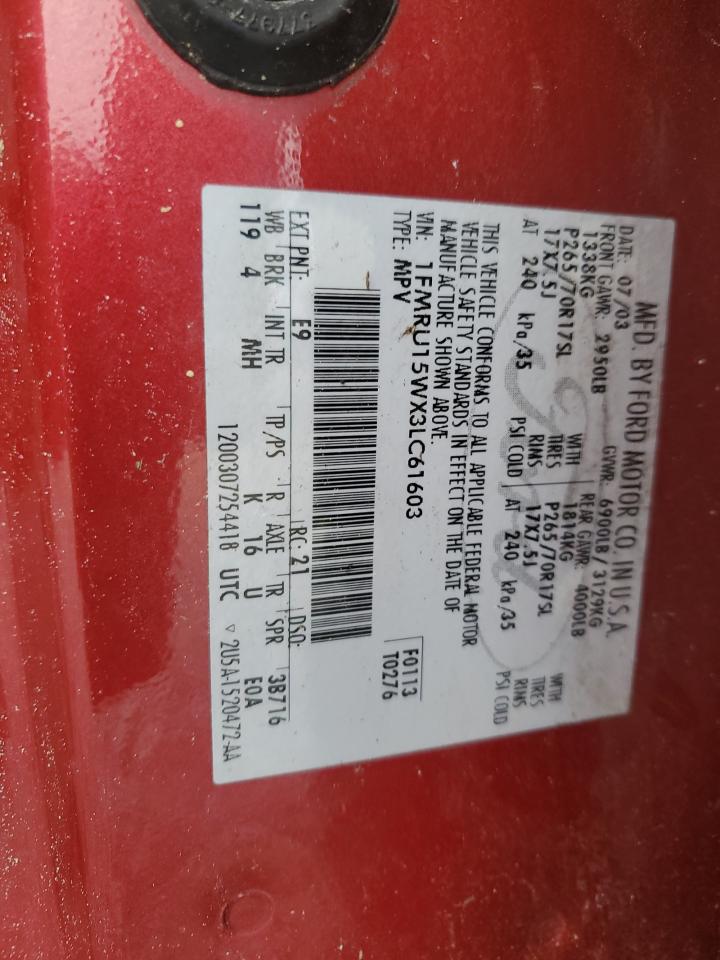 MFD. BY FORD MOTOR CO. IN U.S.A.
DATE: 07/03 GVWR: 6900LB / 3129KG
FRONT GAWR: 2950LB REAR GAWR: 4000LB
1338KG WITH 1814KG WITH
P265/70R17SL TIRES P265/70R17SL TIRES
17X7.5J RIMS 17X7.5J RIMS
AT 240 kPa/35 PSI COLD AT 240 kPa/35 PSI COLD
THIS VEHICLE CONFORMS TO ALL APPLICABLE FEDERAL MOTOR
VEHICLE SAFETY STANDARDS IN EFFECT ON THE DATE OF
MANUFACTURE SHOWN ABOVE.
VIN: 1FMRU15WX3LC61603
TYPE: MPV
F0113
T0276
EXT PNT: E9 RC: 21 DSO: 3B716
WB BRK INT TR TP/PS R AXLE TR SPR EOA
119 4 MH K 16 U
120030725441B UTC ▽ 2U5A-1520472-AA